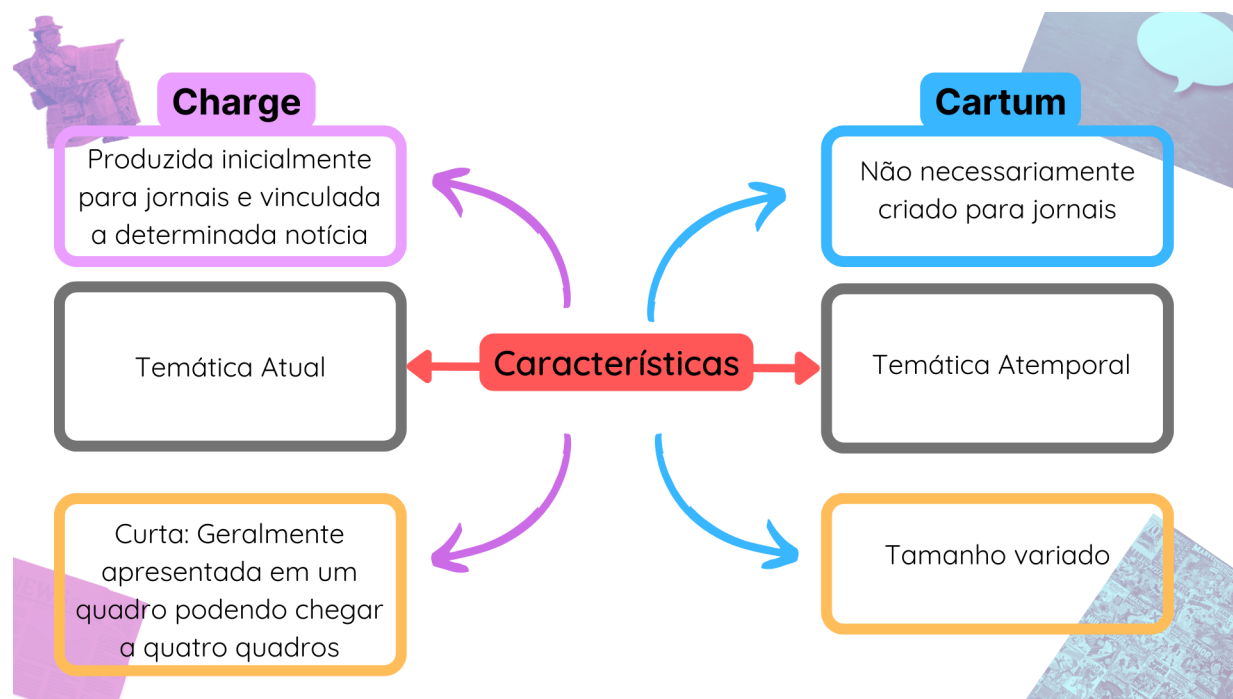 Charge
Produzida inicialmente
para jornais e vinculada
a determinada notícia
Temática Atual
Curta: Geralmente
apresentada em um
quadro podendo chegar
a quatro quadros
Características
Cartum
Não necessariamente
criado para jornais
Temática Atemporal
Tamanho variado